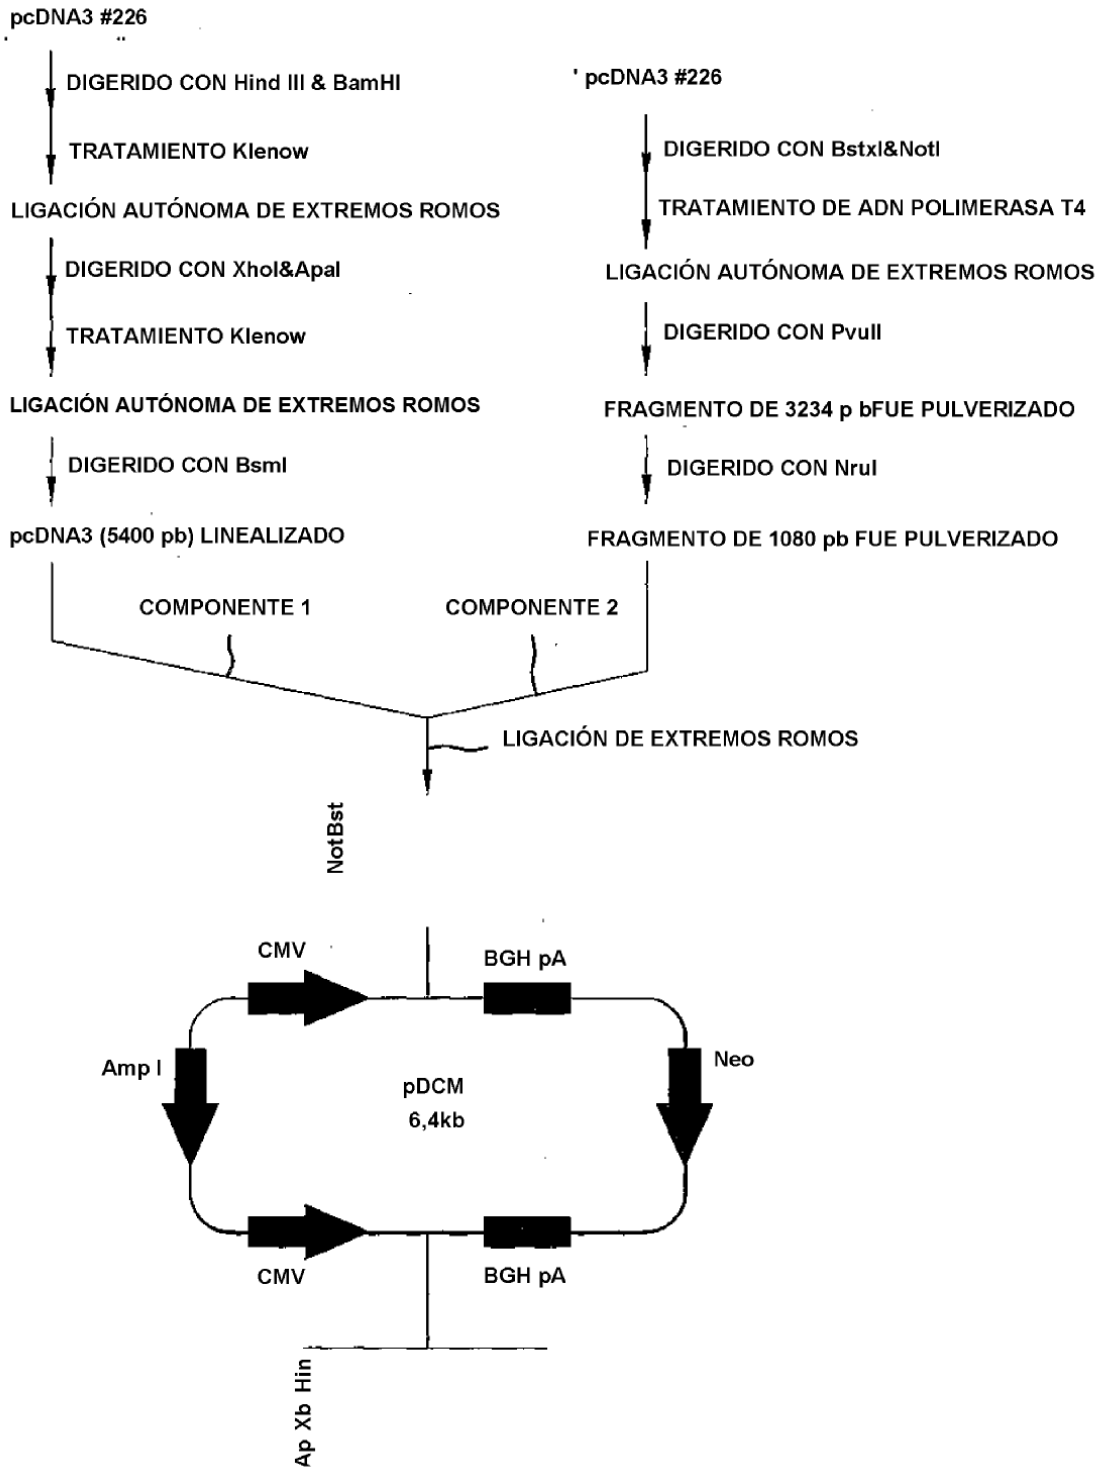 pcDNA3 #226
DIGERIDO CON Hind III & BamHI
TRATAMIENTO Klenow
LIGACIÓN AUTÓNOMA DE EXTREMOS ROMOS
DIGERIDO CON XhoI&ApaI
TRATAMIENTO Klenow
LIGACIÓN AUTÓNOMA DE EXTREMOS ROMOS
DIGERIDO CON BsmI
pcDNA3 (5400 pb) LINEALIZADO
COMPONENTE 1
pcDNA3 #226
DIGERIDO CON BstxI&NotI
TRATAMIENTO DE ADN POLIMERASA T4
LIGACIÓN AUTÓNOMA DE EXTREMOS ROMOS
DIGERIDO CON PvuII
FRAGMENTO DE 3234 p bFUE PULVERIZADO
DIGERIDO CON NruI
FRAGMENTO DE 1080 pb FUE PULVERIZADO
COMPONENTE 2
LIGACIÓN DE EXTREMOS ROMOS
NotBst
CMV
BGH pA
Amp I
Neo
pDCM
6,4kb
CMV
BGH pA
Ap Xb Hin